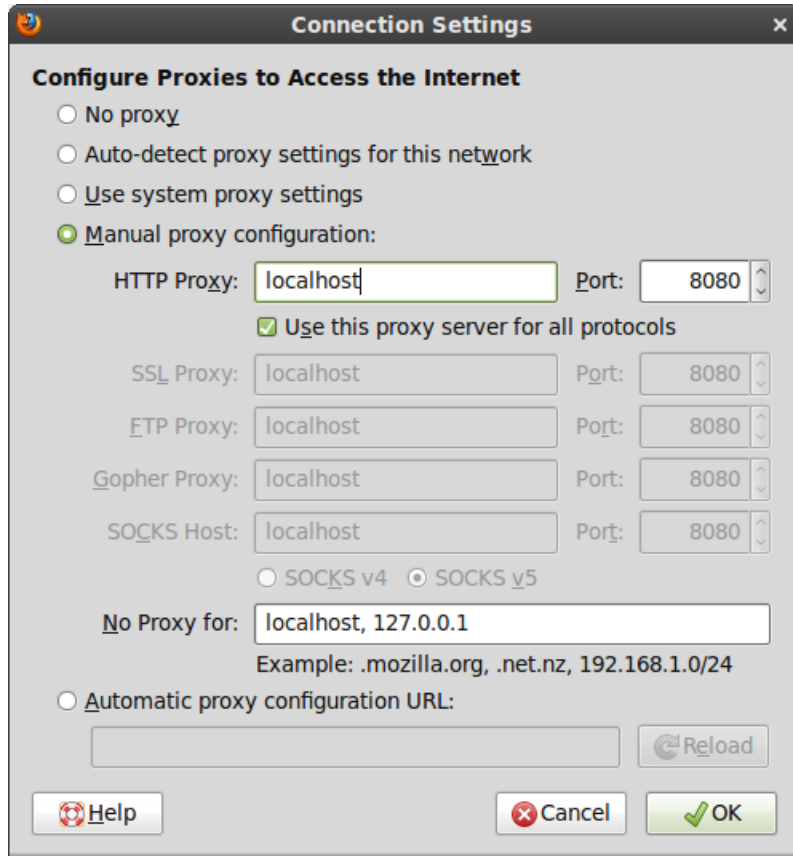 Connection Settings
Configure Proxies to Access the Internet
No proxy
Auto-detect proxy settings for this network
Use system proxy settings
Manual proxy configuration:
HTTP Proxy: localhost Port: 8080
Use this proxy server for all protocols
SSL Proxy: localhost Port: 8080
FTP Proxy: localhost Port: 8080
Gopher Proxy: localhost Port: 8080
SOCKS Host: localhost Port: 8080
SOCKS v4 SOCKS v5
No Proxy for: localhost, 127.0.0.1
Example: .mozilla.org, .net.nz, 192.168.1.0/24
Automatic proxy configuration URL:
Reload
Help Cancel OK